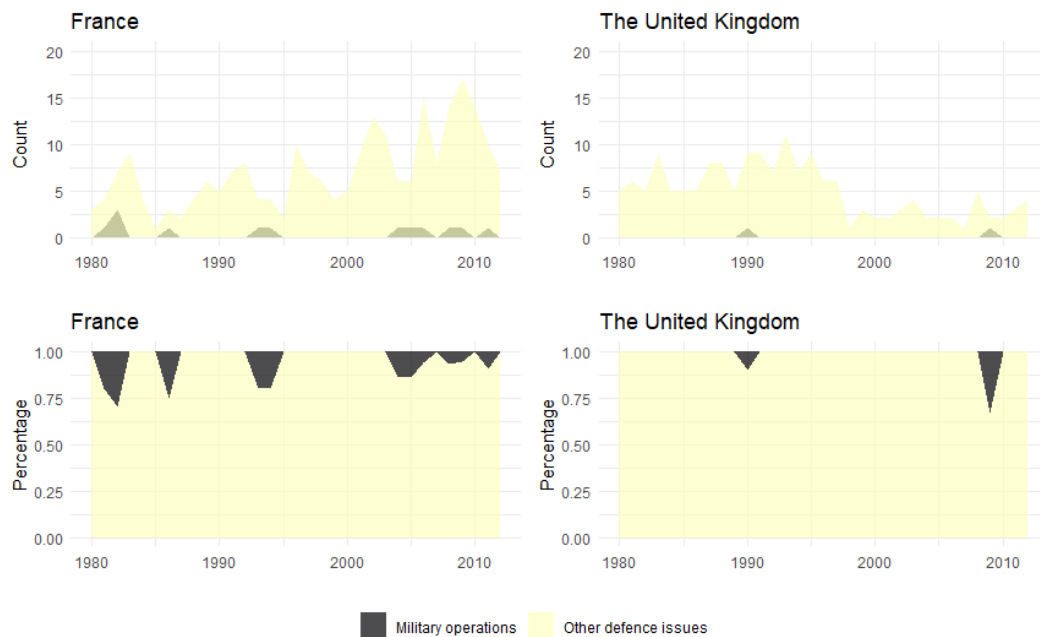 France
Count
20
15
10
5
0
1980 1990 2000 2010
The United Kingdom
Count
20
15
10
5
0
1980 1990 2000 2010
France
Percentage
1.00
0.75
0.50
0.25
0.00
1980 1990 2000 2010
The United Kingdom
Percentage
1.00
0.75
0.50
0.25
0.00
1980 1990 2000 2010
Military operations Other defence issues